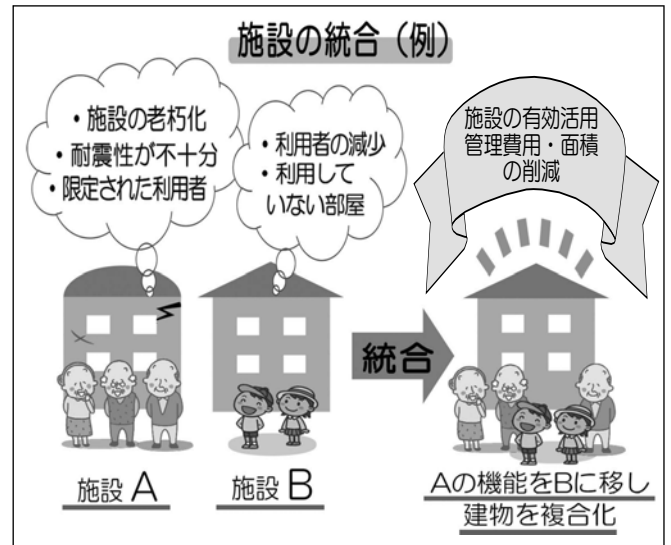 施設の統合（例）
・施設の老朽化
・耐震性が不十分
・限定された利用者
・利用者の減少
・利用して
いない部屋
施設の有効活用
管理費用・面積
の削減
統合
施設 A
施設 B
Aの機能をBに移し
建物を複合化